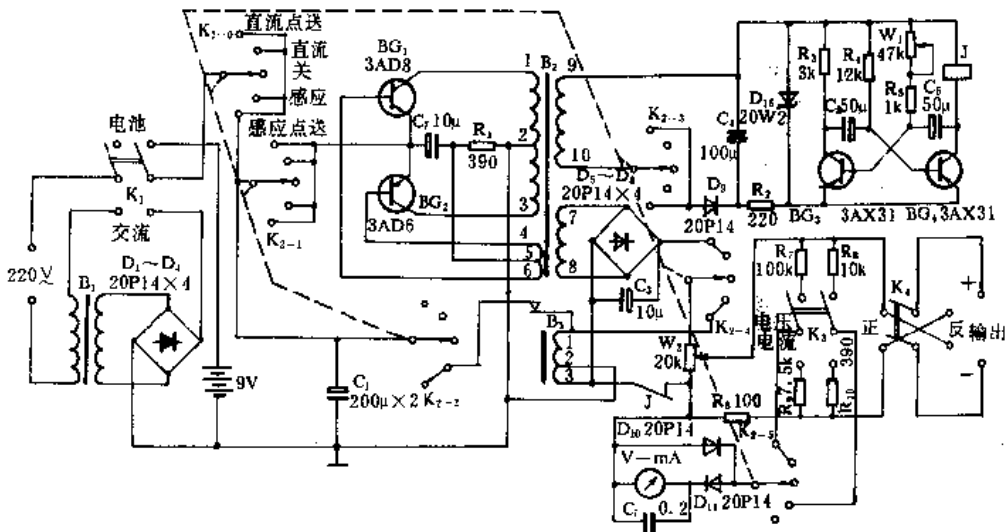 K₂₋₀
直流点送
直流
关
感应
感应点送
K₂₋₁
电池
K₁
交流
220V
B₁
D₁～D₄
20P14×4
9V
C₁
200μ×2
K₂₋₂
BG₁
3AD8
C₂ 10μ
R₁
390
BG₂
3AD6
1
2
3
4
5
6
B₂
9
10
7
8
D₅～D₈
20P14×4
C₃
10μ
K₂₋₃
D₉
20P14
C₄
100μ
D₁₆
20W2
R₂
220
R₃
3k
R₄
12k
W₁
47k
R₅
1k
C₅ 50μ
C₆
50μ
J
BG₃
3AX31
BG₄ 3AX31
B₃
1
2
3
K₂₋₄
W₂
20k
J
R₆ 100
K₂₋₅
D₁₀ 20P14
V—mA
D₁₁ 20P14
C₇
0.2
R₇
100k
R₈
10k
电压
电流
K₃
R₉
7.5k
390
R₁₀
K₄
正
反
输出
+
−